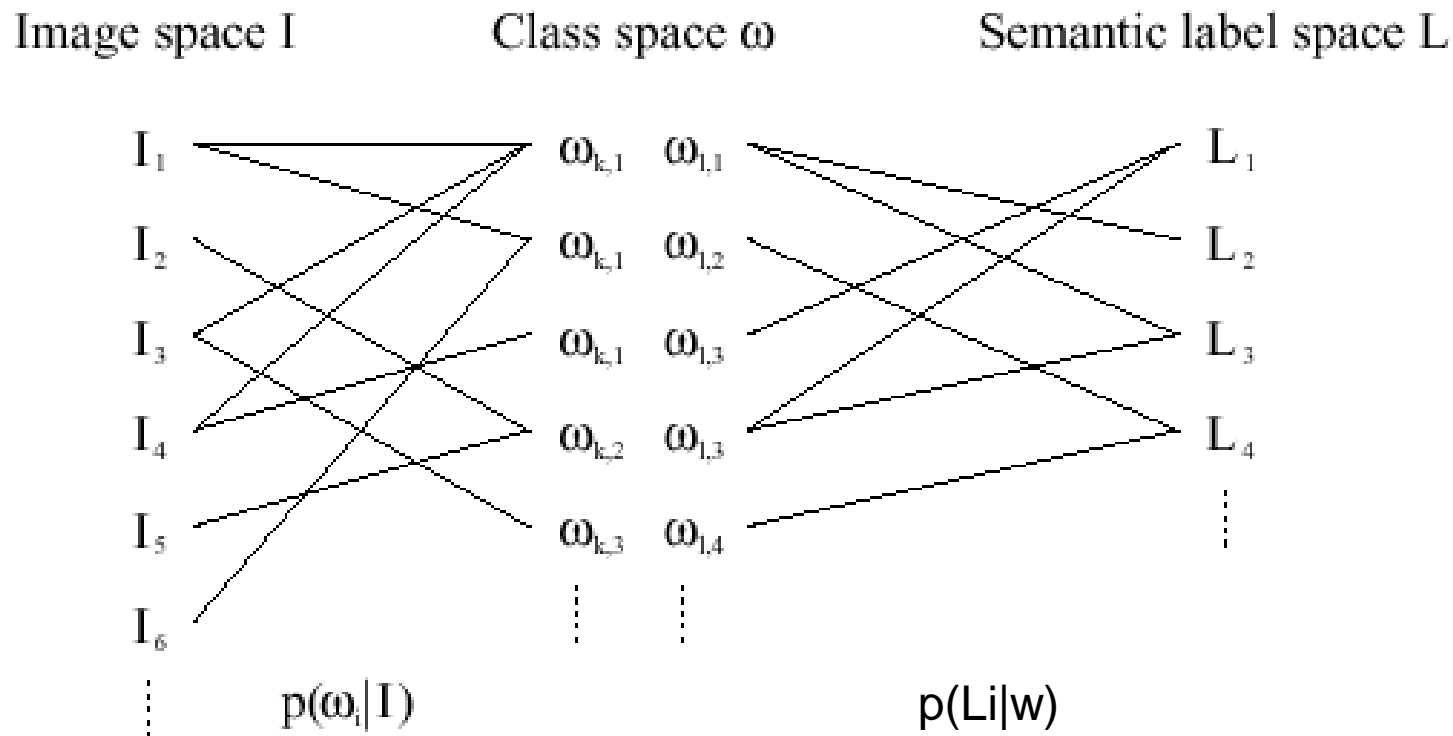 Image space I Class space ω Semantic label space L
I₁ ωₖ,₁ ωₗ,₁ L₁
I₂ ωₖ,₁ ωₗ,₂ L₂
I₃ ωₖ,₁ ωₗ,₃ L₃
I₄ ωₖ,₂ ωₗ,₃ L₄
I₅ ωₖ,₃ ωₗ,₄
I₆
p(ωᵢ|I) p(Li|w)